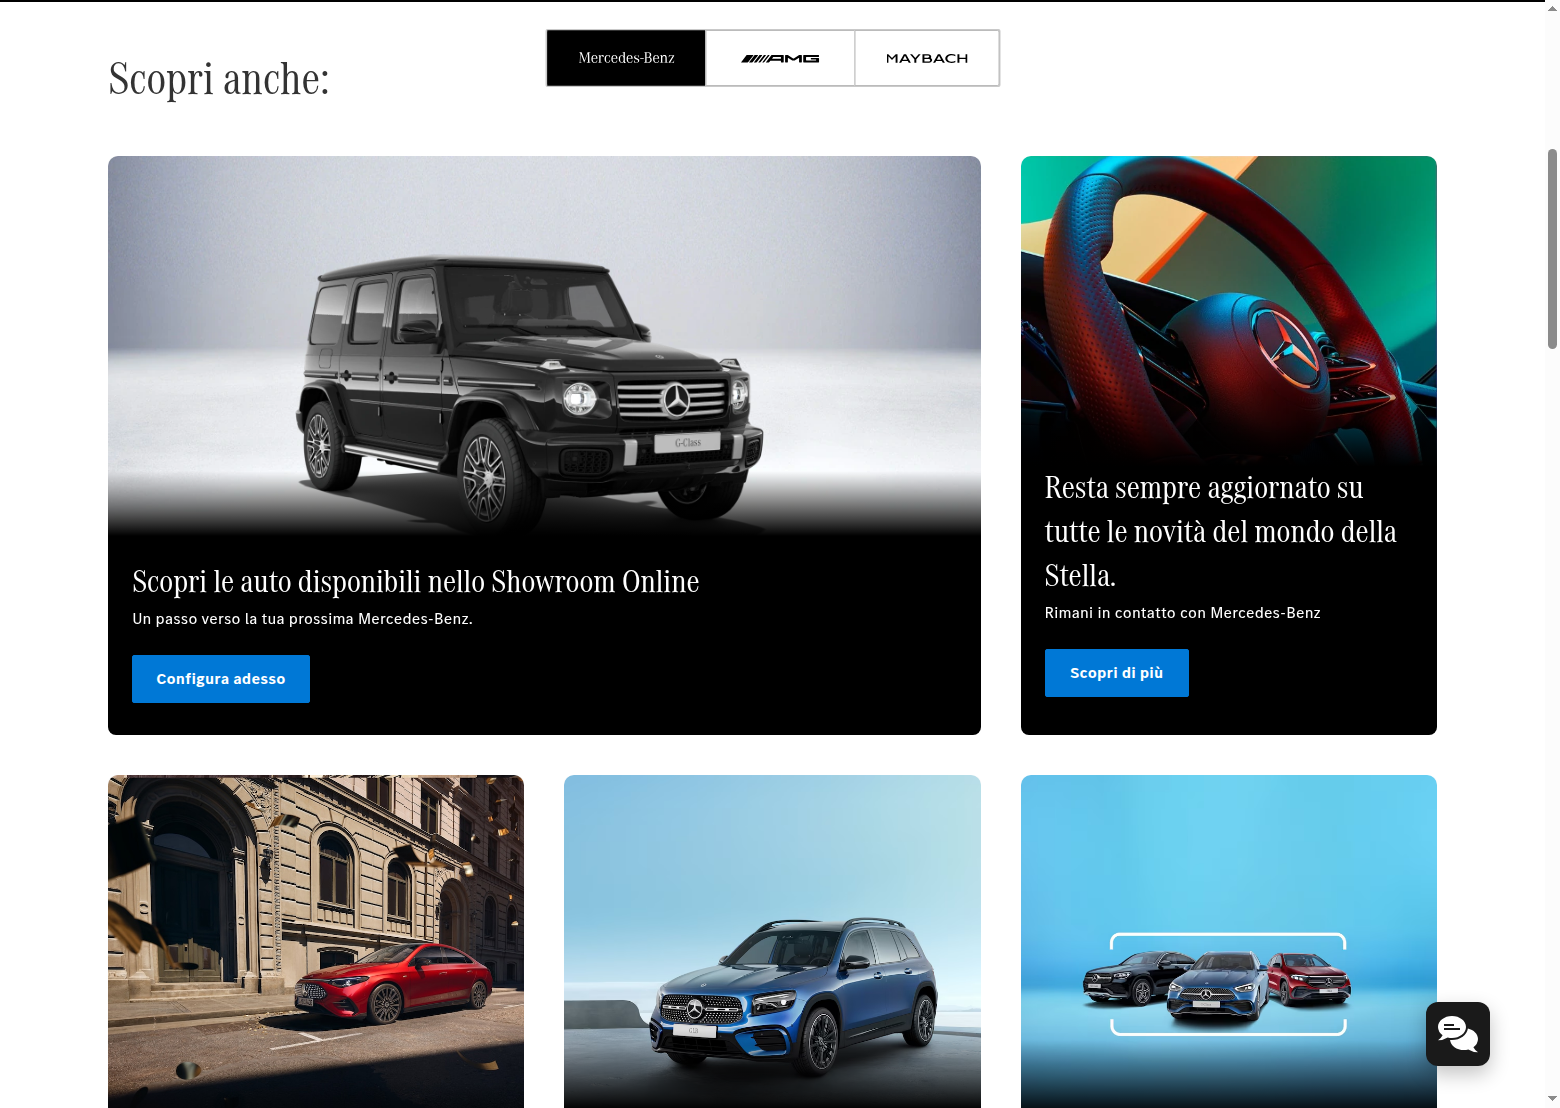 Scopri anche:
Mercedes-Benz
AMG
MAYBACH
G-Class
Scopri le auto disponibili nello Showroom Online
Un passo verso la tua prossima Mercedes-Benz.
Configura adesso
Resta sempre aggiornato su
tutte le novità del mondo della
Stella.
Rimani in contatto con Mercedes-Benz
Scopri di più